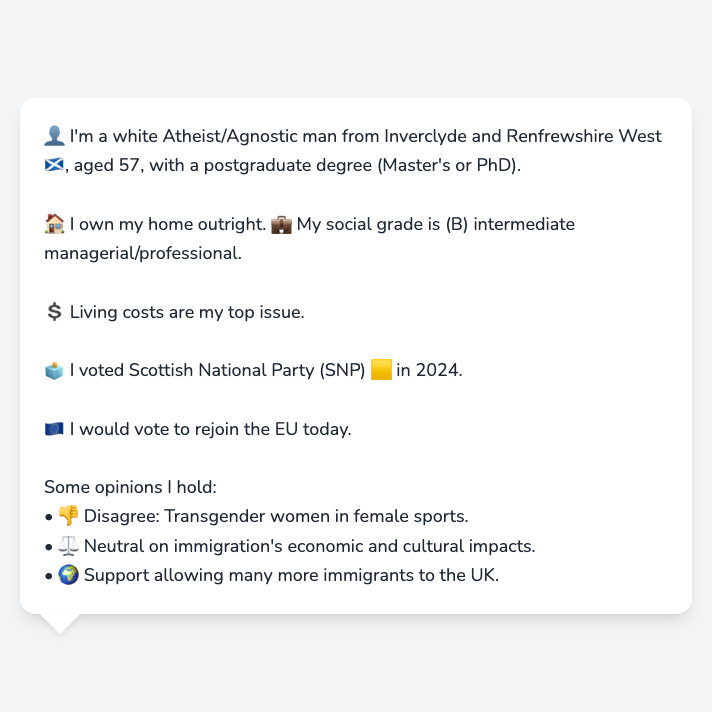 👤 I'm a white Atheist/Agnostic man from Inverclyde and Renfrewshire West
🏴󠁧󠁢󠁳󠁣󠁴󠁿, aged 57, with a postgraduate degree (Master's or PhD).
🏠 I own my home outright. 💼 My social grade is (B) intermediate
managerial/professional.
💲 Living costs are my top issue.
🗳️ I voted Scottish National Party (SNP) 🟨 in 2024.
🇪🇺 I would vote to rejoin the EU today.
Some opinions I hold:
• 👎 Disagree: Transgender women in female sports.
• ⚖️ Neutral on immigration's economic and cultural impacts.
• 🌍 Support allowing many more immigrants to the UK.